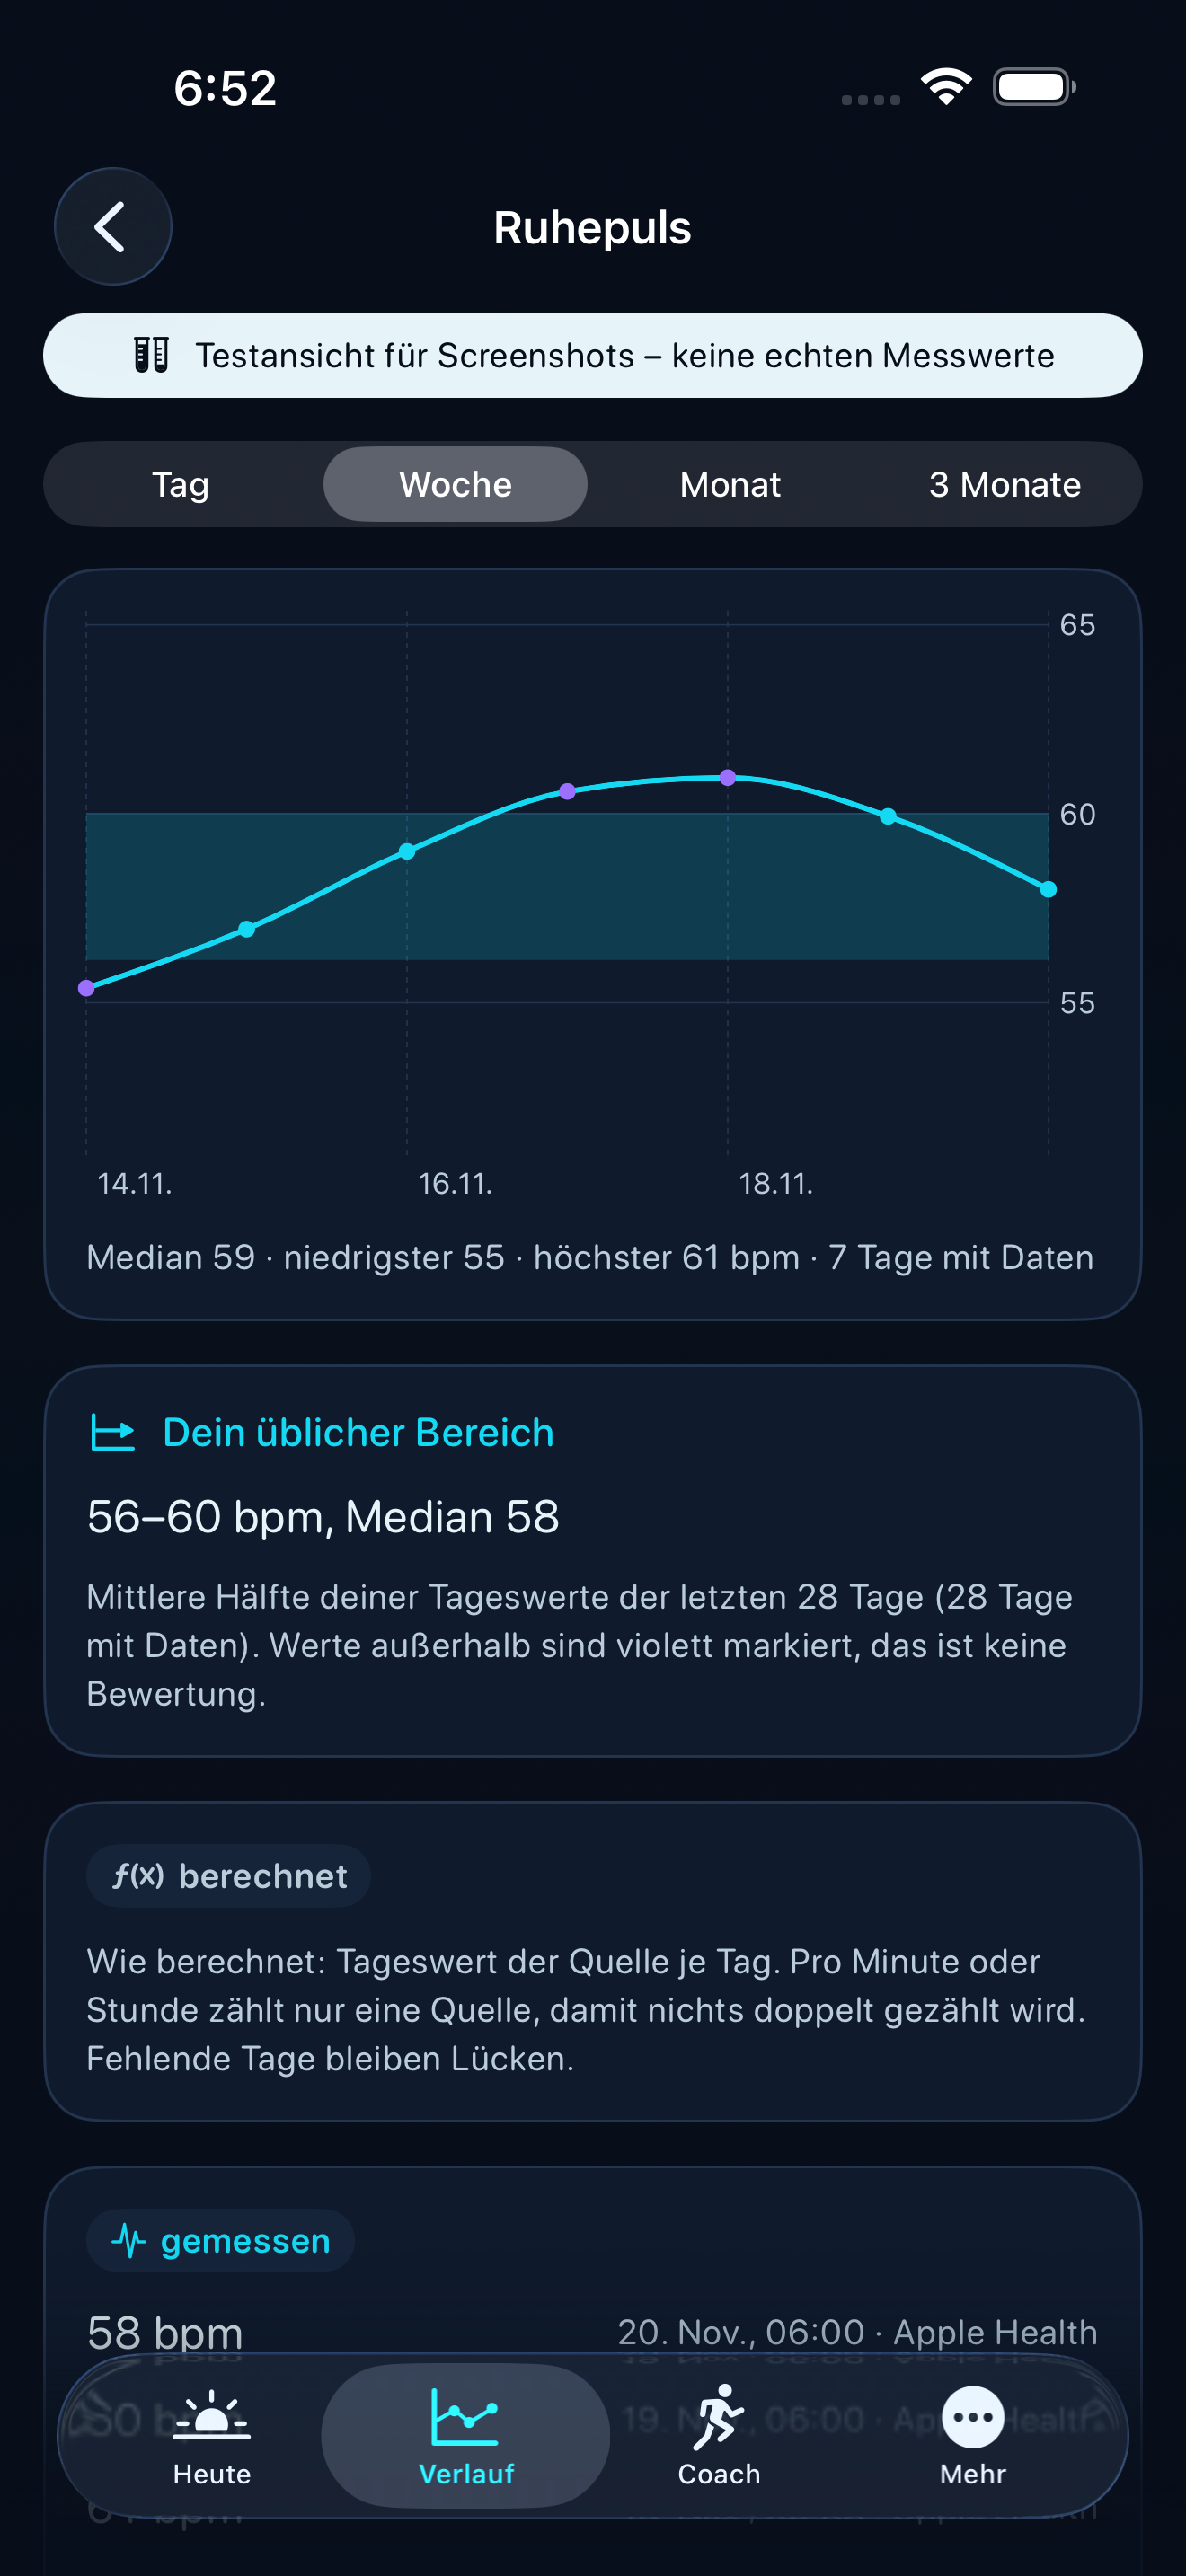 6:52
Ruhepuls
Testansicht für Screenshots – keine echten Messwerte
Tag
Woche
Monat
3 Monate
65
60
55
14.11.
16.11.
18.11.
Median 59 · niedrigster 55 · höchster 61 bpm · 7 Tage mit Daten
Dein üblicher Bereich
56–60 bpm, Median 58
Mittlere Hälfte deiner Tageswerte der letzten 28 Tage (28 Tage
mit Daten). Werte außerhalb sind violett markiert, das ist keine
Bewertung.
f(x) berechnet
Wie berechnet: Tageswert der Quelle je Tag. Pro Minute oder
Stunde zählt nur eine Quelle, damit nichts doppelt gezählt wird.
Fehlende Tage bleiben Lücken.
gemessen
58 bpm
20. Nov., 06:00 · Apple Health
Heute
Verlauf
Coach
Mehr